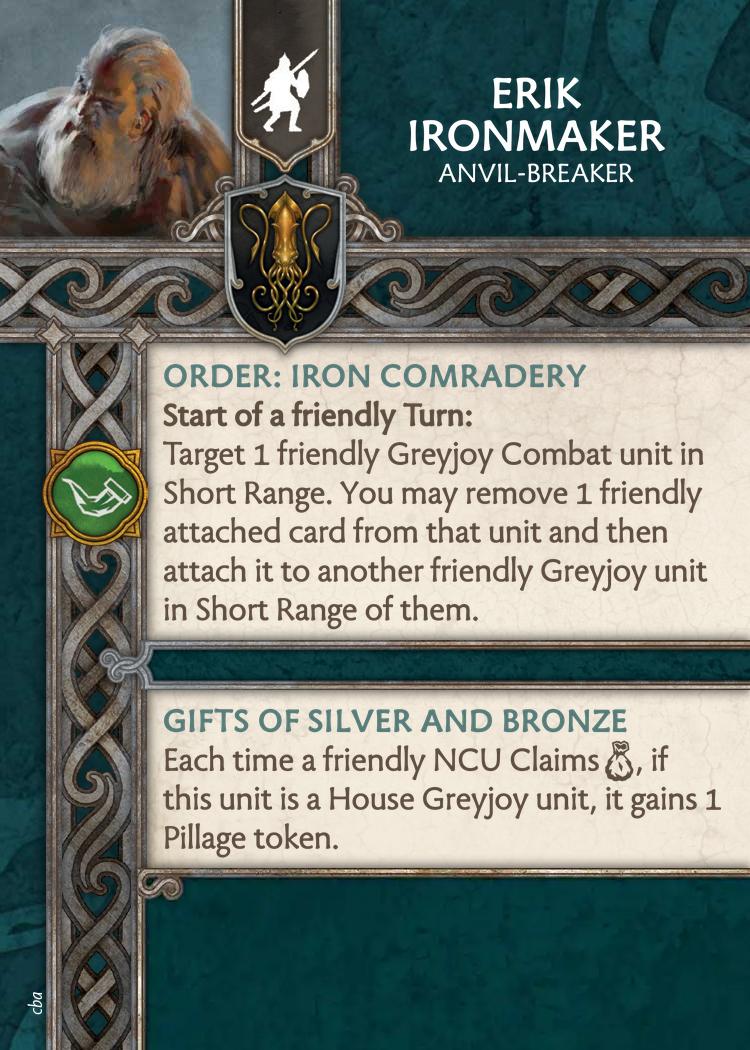 ERIK
IRONMAKER
ANVIL-BREAKER
ORDER: IRON COMRADERY
Start of a friendly Turn:
Target 1 friendly Greyjoy Combat unit in
Short Range. You may remove 1 friendly
attached card from that unit and then
attach it to another friendly Greyjoy unit
in Short Range of them.
GIFTS OF SILVER AND BRONZE
Each time a friendly NCU Claims , if
this unit is a House Greyjoy unit, it gains 1
Pillage token.
cba